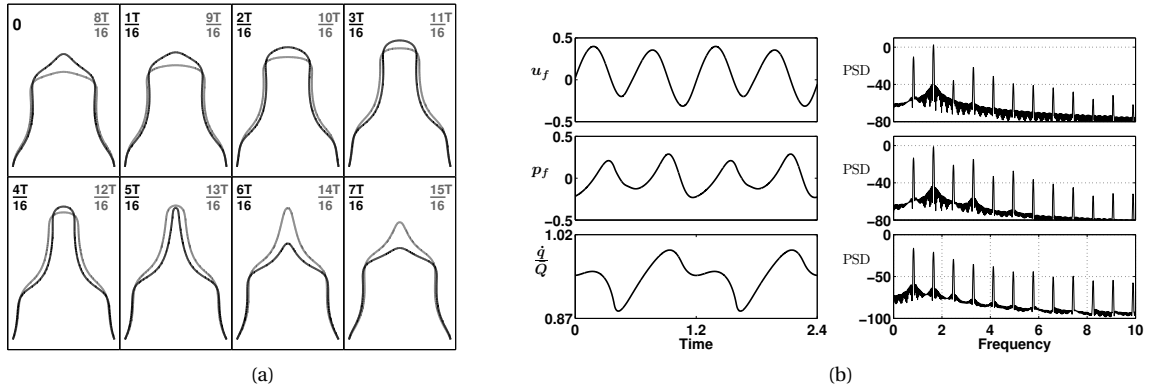 0
8T
16
1T
16
9T
16
2T
16
10T
16
3T
16
11T
16
4T
16
12T
16
5T
16
13T
16
6T
16
14T
16
7T
16
15T
16
(a)
0.5
u_f
0
−0.5
0.5
p_f
0
−0.5
1.02
q̇
Q̄
0.87
0
1.2
2.4
Time
0
PSD
−40
−80
0
PSD
−40
−80
0
PSD
−50
−100
0
2
4
6
8
10
Frequency
(b)